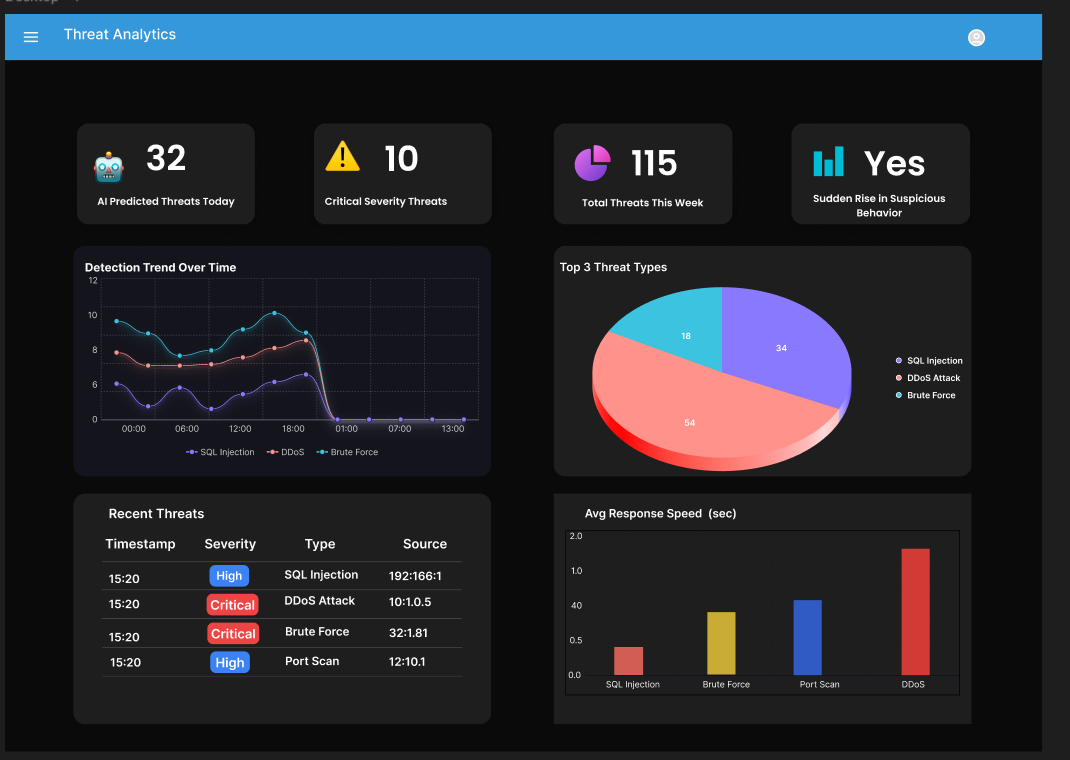 Threat Analytics
32
AI Predicted Threats Today
10
Critical Severity Threats
115
Total Threats This Week
Yes
Sudden Rise in Suspicious
Behavior
Detection Trend Over Time
12
10
8
6
0
00:00 06:00 12:00 18:00 01:00 07:00 13:00
SQL Injection DDoS Brute Force
Top 3 Threat Types
18
34
54
SQL Injection
DDoS Attack
Brute Force
Recent Threats
Timestamp Severity Type Source
15:20 High SQL Injection 192:166:1
15:20 Critical DDoS Attack 10:1.0.5
15:20 Critical Brute Force 32:1.81
15:20 High Port Scan 12:10.1
Avg Response Speed (sec)
2.0
1.0
40
0.5
0.0
SQL Injection Brute Force Port Scan DDoS